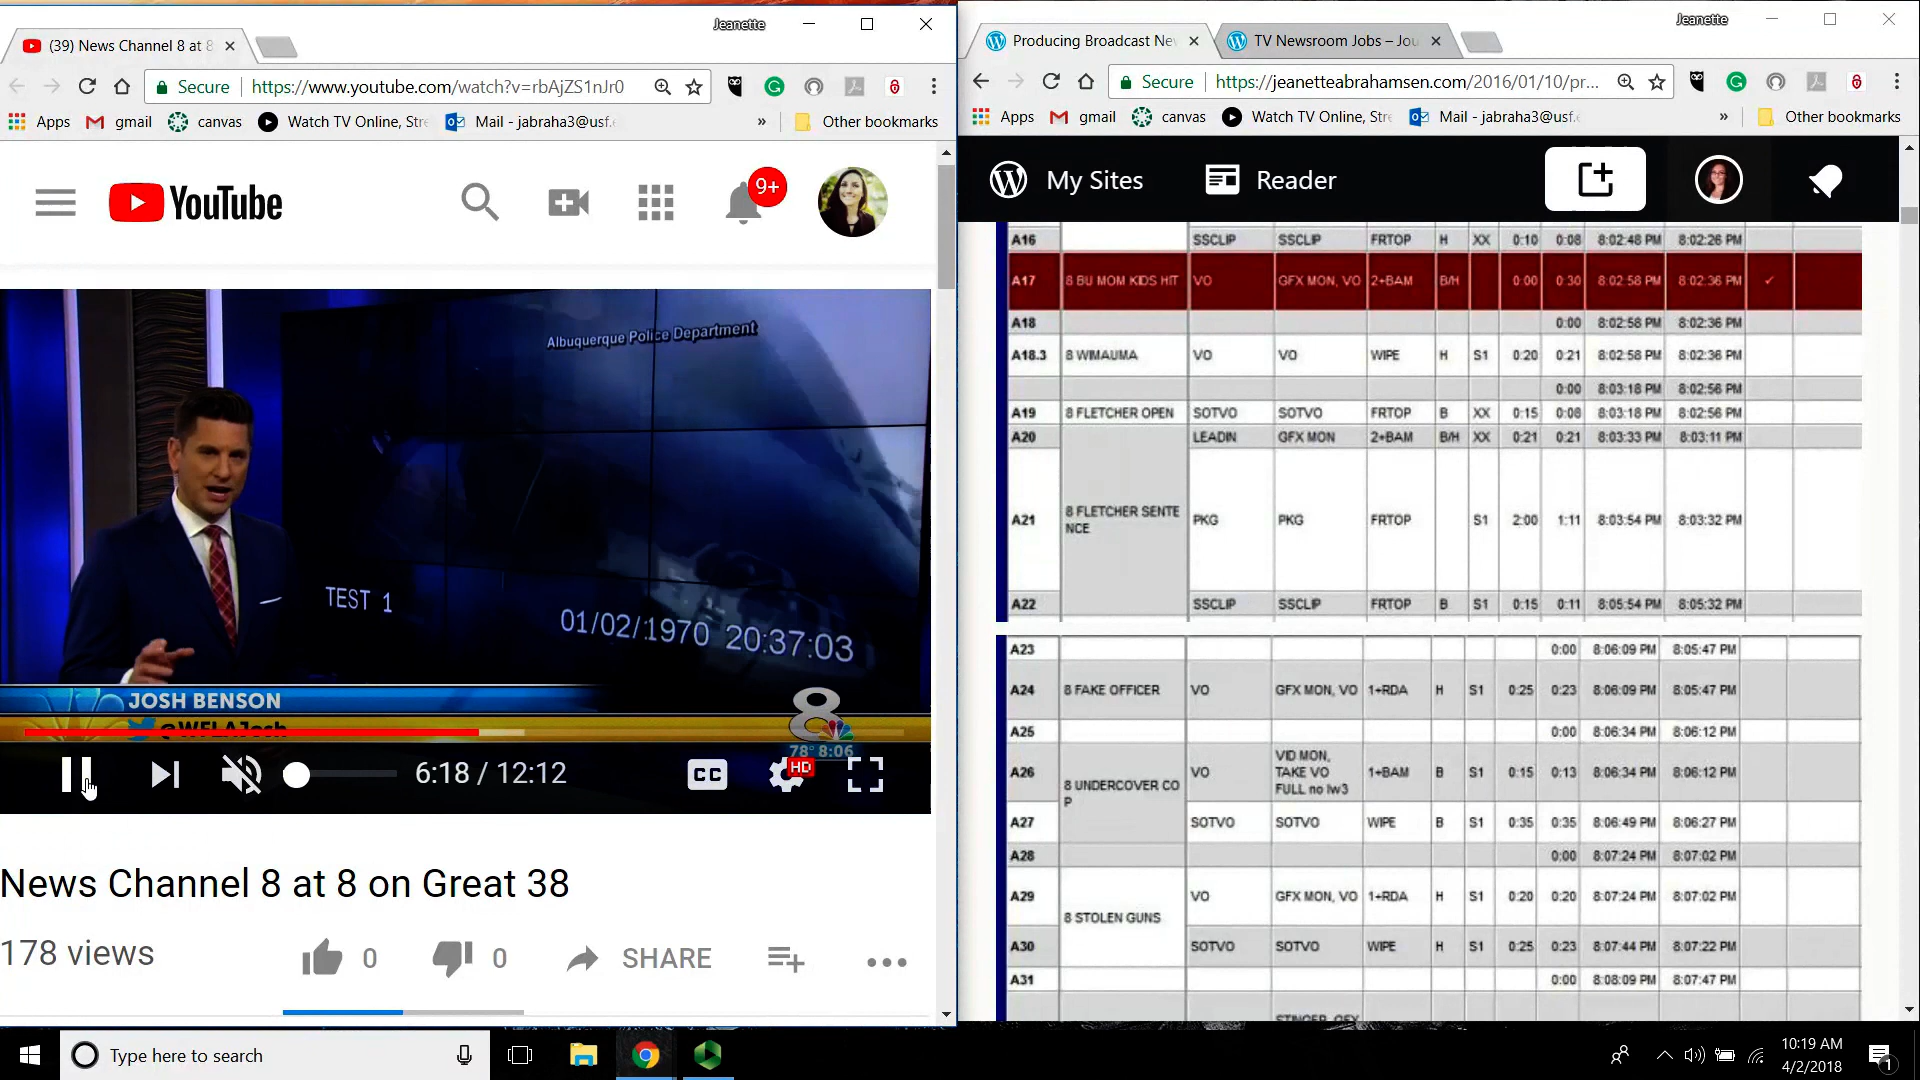 Jeanette
(39) News Channel 8 at 8
Secure https://www.youtube.com/watch?v=rbAjZS1nJr0
Apps gmail canvas Watch TV Online, Stre Mail - jabraha3@usf.e » Other bookmarks
YouTube
9+
Albuquerque Police Department
TEST 1
01/02/1970 20:37:03
JOSH BENSON
@WFLAJosh
8
78° 8:06
6:18 / 12:12
CC
HD
News Channel 8 at 8 on Great 38
178 views
0
0
SHARE
Jeanette
Producing Broadcast Nev
TV Newsroom Jobs – Jou
Secure https://jeanetteabrahamsen.com/2016/01/10/pr...
Apps gmail canvas Watch TV Online, Stre Mail - jabraha3@usf.e » Other bookmarks
My Sites Reader
A16 SSCLIP SSCLIP FRTOP H XX 0:10 0:08 8:02:48 PM 8:02:26 PM
A17 8 BU MOM KIDS HIT VO GFX MON, VO 2+BAM B/H 0:00 0:30 8:02:58 PM 8:02:36 PM ✓
A18 0:00 8:02:58 PM 8:02:36 PM
A18.3 8 WIMAUMA VO VO WIPE H S1 0:20 0:21 8:02:58 PM 8:02:36 PM
0:00 8:03:18 PM 8:02:56 PM
A19 8 FLETCHER OPEN SOTVO SOTVO FRTOP B XX 0:15 0:08 8:03:18 PM 8:02:56 PM
A20 LEADIN GFX MON 2+BAM B/H XX 0:21 0:21 8:03:33 PM 8:03:11 PM
8 FLETCHER SENTE
A21 PKG PKG FRTOP S1 2:00 1:11 8:03:54 PM 8:03:32 PM
NCE
A22 SSCLIP SSCLIP FRTOP B S1 0:15 0:11 8:05:54 PM 8:05:32 PM
A23 0:00 8:06:09 PM 8:05:47 PM
A24 8 FAKE OFFICER VO GFX MON, VO 1+RDA H S1 0:25 0:23 8:06:09 PM 8:05:47 PM
A25 0:00 8:06:34 PM 8:06:12 PM
VID MON,
A26 VO TAKE VO 1+BAM B S1 0:15 0:13 8:06:34 PM 8:06:12 PM
8 UNDERCOVER CO FULL no lw3
P
A27 SOTVO SOTVO WIPE B S1 0:35 0:35 8:06:49 PM 8:06:27 PM
A28 0:00 8:07:24 PM 8:07:02 PM
A29 VO GFX MON, VO 1+RDA H S1 0:20 0:20 8:07:24 PM 8:07:02 PM
8 STOLEN GUNS
A30 SOTVO SOTVO WIPE H S1 0:25 0:23 8:07:44 PM 8:07:22 PM
A31 0:00 8:08:09 PM 8:07:47 PM
STINGER, GFX
Type here to search
10:19 AM
4/2/2018
1